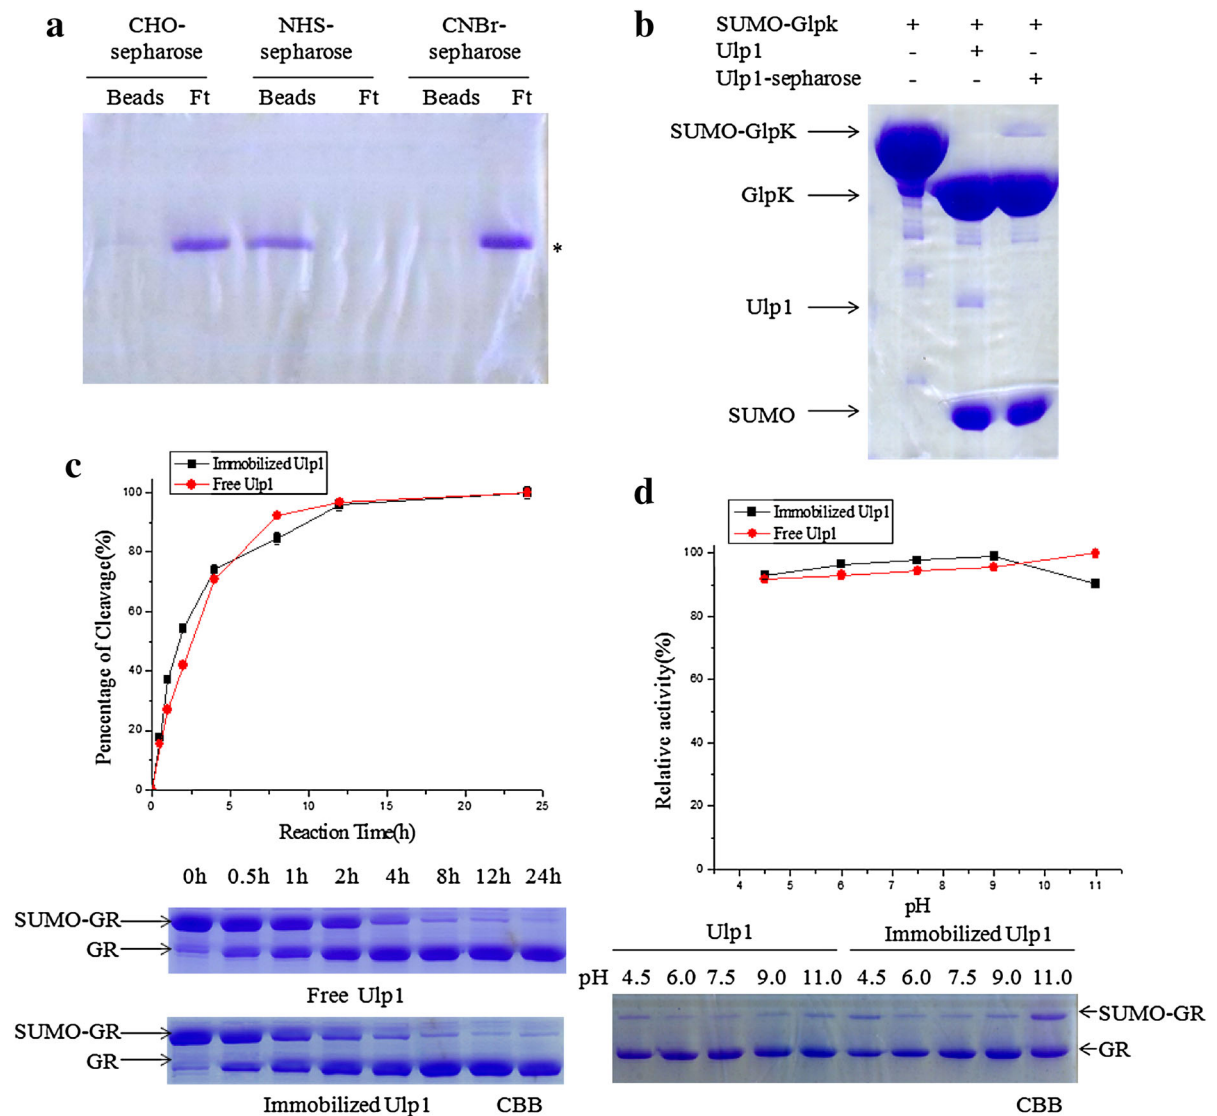 a
CHO-
sepharose
NHS-
sepharose
CNBr-
sepharose
Beads Ft Beads Ft Beads Ft
*
b
SUMO-Glpk + + +
Ulp1 - + -
Ulp1-sepharose - - +
SUMO-GlpK
GlpK
Ulp1
SUMO
c
Immobilized Ulp1
Free Ulp1
Pencentage of Cleavage(%)
100
80
60
40
20
0
0 5 10 15 20 25
Reaction Time(h)
0h 0.5h 1h 2h 4h 8h 12h 24h
SUMO-GR
GR
Free Ulp1
SUMO-GR
GR
Immobilized Ulp1 CBB
d
Immobilized Ulp1
Free Ulp1
Relative activity(%)
100
80
60
40
20
0
4 5 6 7 8 9 10 11
pH
Ulp1 Immobilized Ulp1
pH 4.5 6.0 7.5 9.0 11.0 4.5 6.0 7.5 9.0 11.0
SUMO-GR
GR
CBB